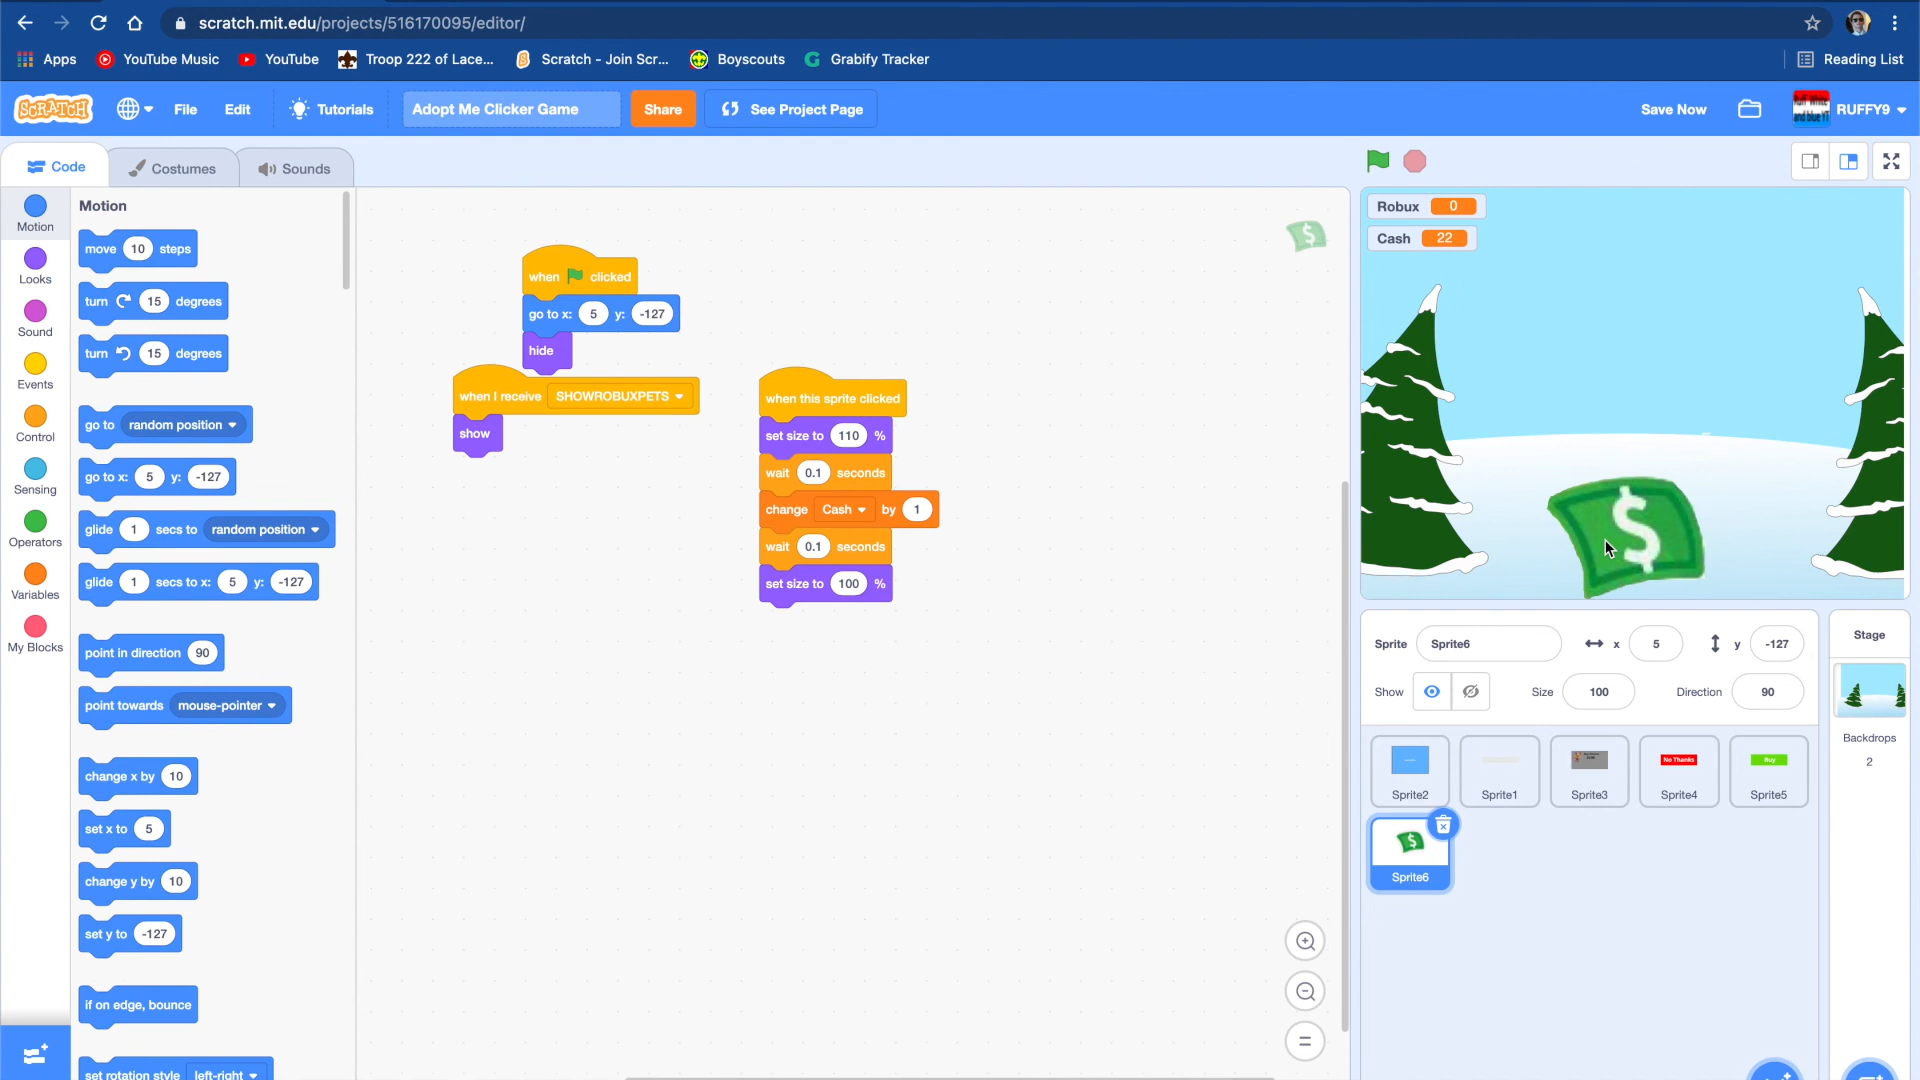 scratch.mit.edu/projects/516170095/editor/
Apps YouTube Music YouTube Troop 222 of Lace... Scratch - Join Scr... Boyscouts Grabify Tracker Reading List
SCRATCH File Edit Tutorials Adopt Me Clicker Game Share See Project Page Save Now RUFFY9
Code Costumes Sounds
Motion
Looks
Sound
Events
Control
Sensing
Operators
Variables
My Blocks
Motion
move 10 steps
turn 15 degrees
turn 15 degrees
go to random position
go to x: 5 y: -127
glide 1 secs to random position
glide 1 secs to x: 5 y: -127
point in direction 90
point towards mouse-pointer
change x by 10
set x to 5
change y by 10
set y to -127
if on edge, bounce
set rotation style left-right
when clicked
go to x: 5 y: -127
hide
when I receive SHOWROBUXPETS
show
when this sprite clicked
set size to 110 %
wait 0.1 seconds
change Cash by 1
wait 0.1 seconds
set size to 100 %
$
Robux 0
Cash 22
$
Sprite Sprite6 x 5 y -127
Show Size 100 Direction 90
Sprite2
Sprite1
Sprite3
No Thanks
Sprite4
Buy
Sprite5
$
Sprite6
Stage
Backdrops
2